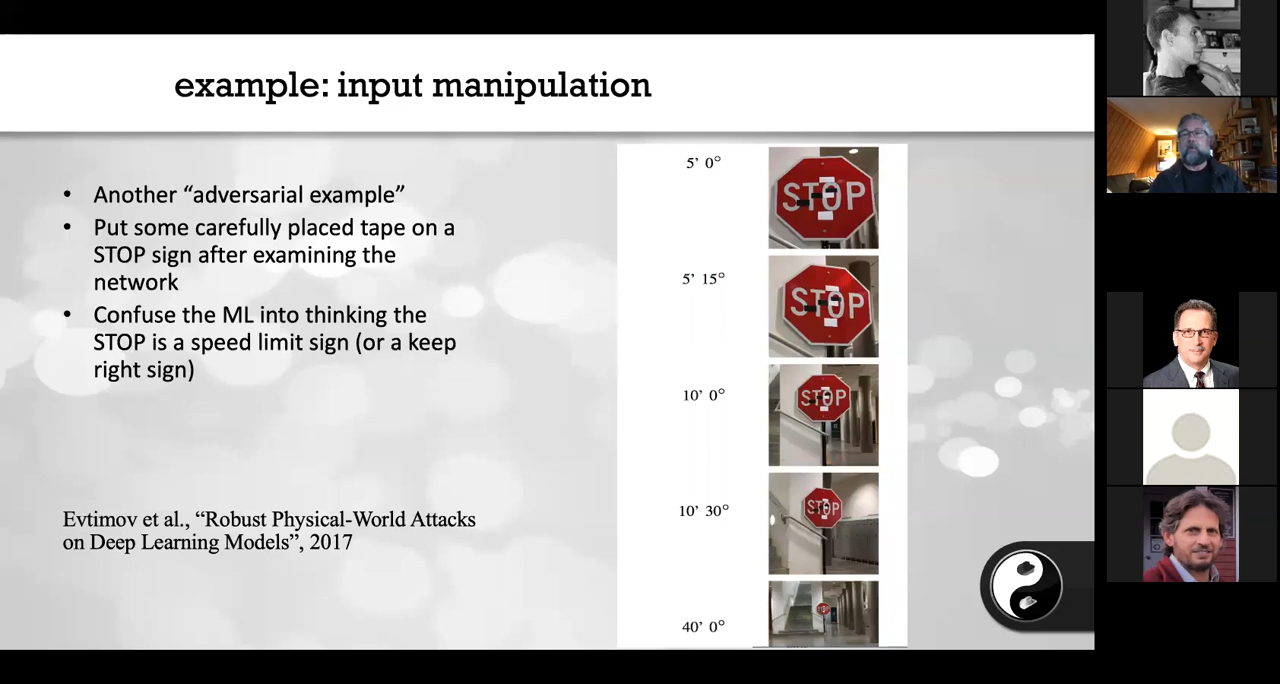 example: input manipulation
• Another “adversarial example”
• Put some carefully placed tape on a
STOP sign after examining the
network
• Confuse the ML into thinking the
STOP is a speed limit sign (or a keep
right sign)
Evtimov et al., “Robust Physical-World Attacks
on Deep Learning Models”, 2017
5’ 0°
STOP
5’ 15°
STOP
10’ 0°
STOP
10’ 30°
STOP
40’ 0°